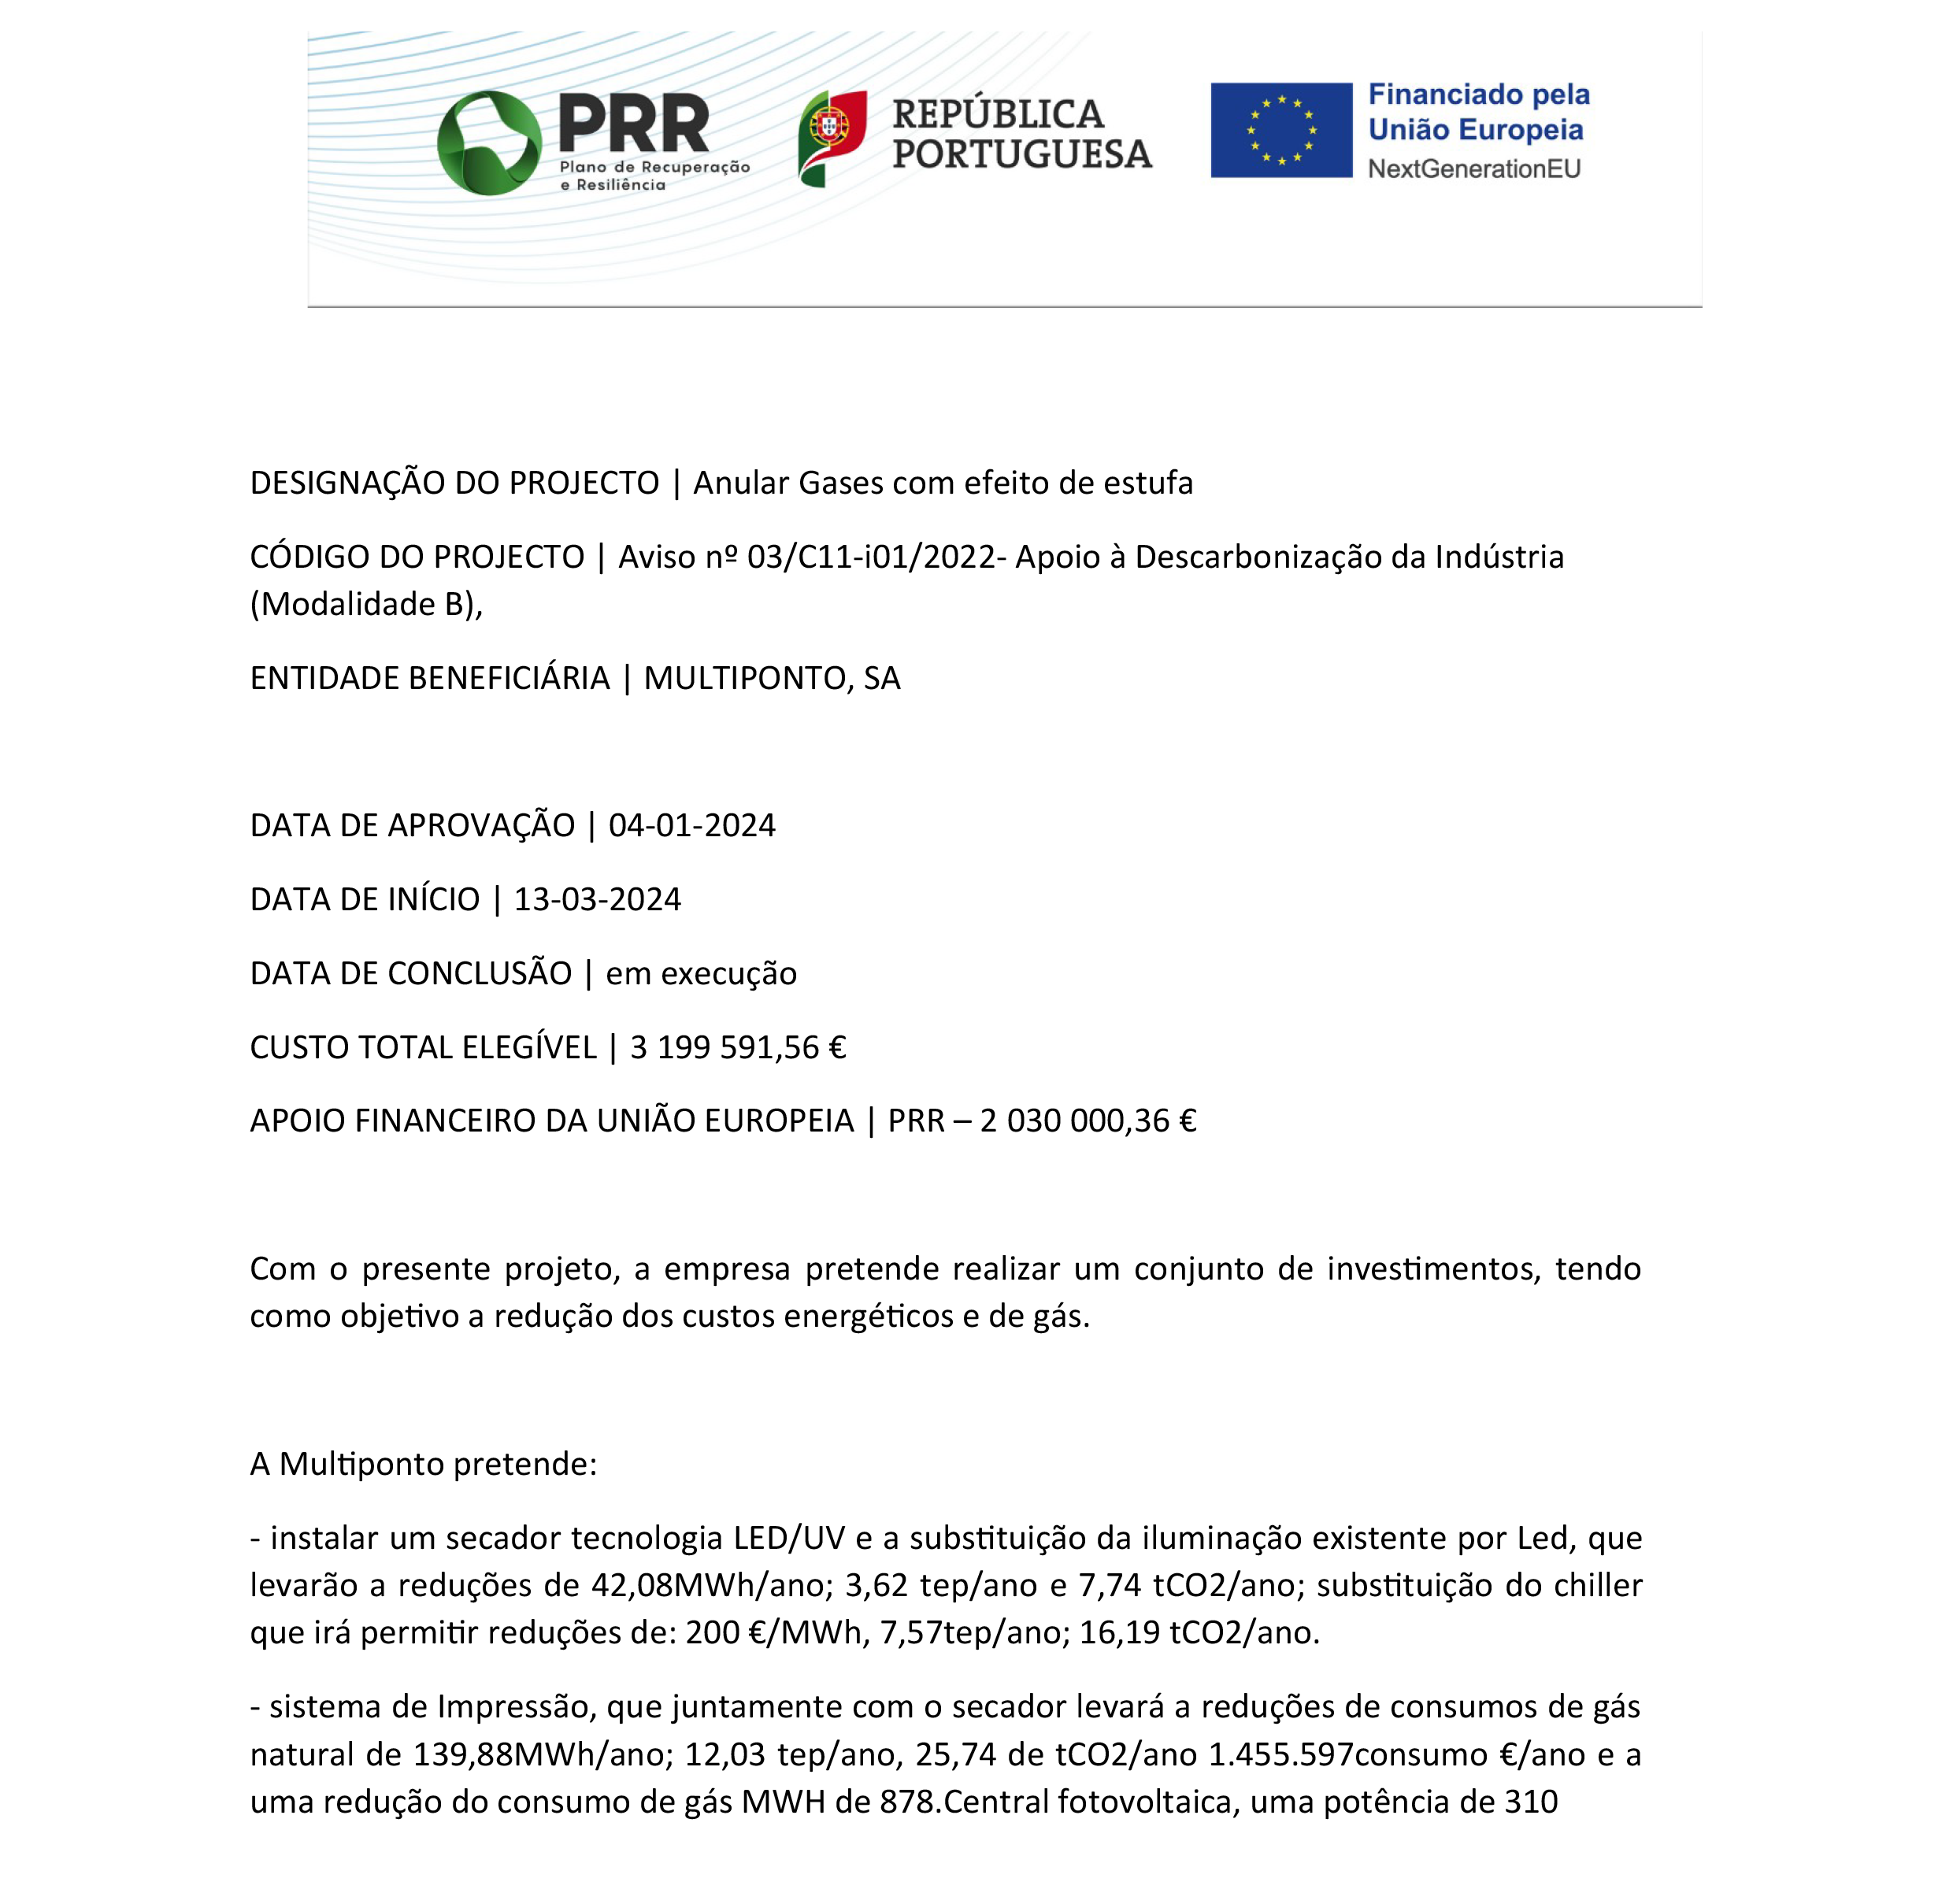 PRR
Plano de Recuperação
e Resiliência
REPÚBLICA
PORTUGUESA
Financiado pela
União Europeia
NextGenerationEU
DESIGNAÇÃO DO PROJECTO | Anular Gases com efeito de estufa
CÓDIGO DO PROJECTO | Aviso nº 03/C11-i01/2022- Apoio à Descarbonização da Indústria
(Modalidade B),
ENTIDADE BENEFICIÁRIA | MULTIPONTO, SA
DATA DE APROVAÇÃO | 04-01-2024
DATA DE INÍCIO | 13-03-2024
DATA DE CONCLUSÃO | em execução
CUSTO TOTAL ELEGÍVEL | 3 199 591,56 €
APOIO FINANCEIRO DA UNIÃO EUROPEIA | PRR – 2 030 000,36 €
Com o presente projeto, a empresa pretende realizar um conjunto de investimentos, tendo
como objetivo a redução dos custos energéticos e de gás.
A Multiponto pretende:
- instalar um secador tecnologia LED/UV e a substituição da iluminação existente por Led, que
levarão a reduções de 42,08MWh/ano; 3,62 tep/ano e 7,74 tCO2/ano; substituição do chiller
que irá permitir reduções de: 200 €/MWh, 7,57tep/ano; 16,19 tCO2/ano.
- sistema de Impressão, que juntamente com o secador levará a reduções de consumos de gás
natural de 139,88MWh/ano; 12,03 tep/ano, 25,74 de tCO2/ano 1.455.597consumo €/ano e a
uma redução do consumo de gás MWH de 878.Central fotovoltaica, uma potência de 310